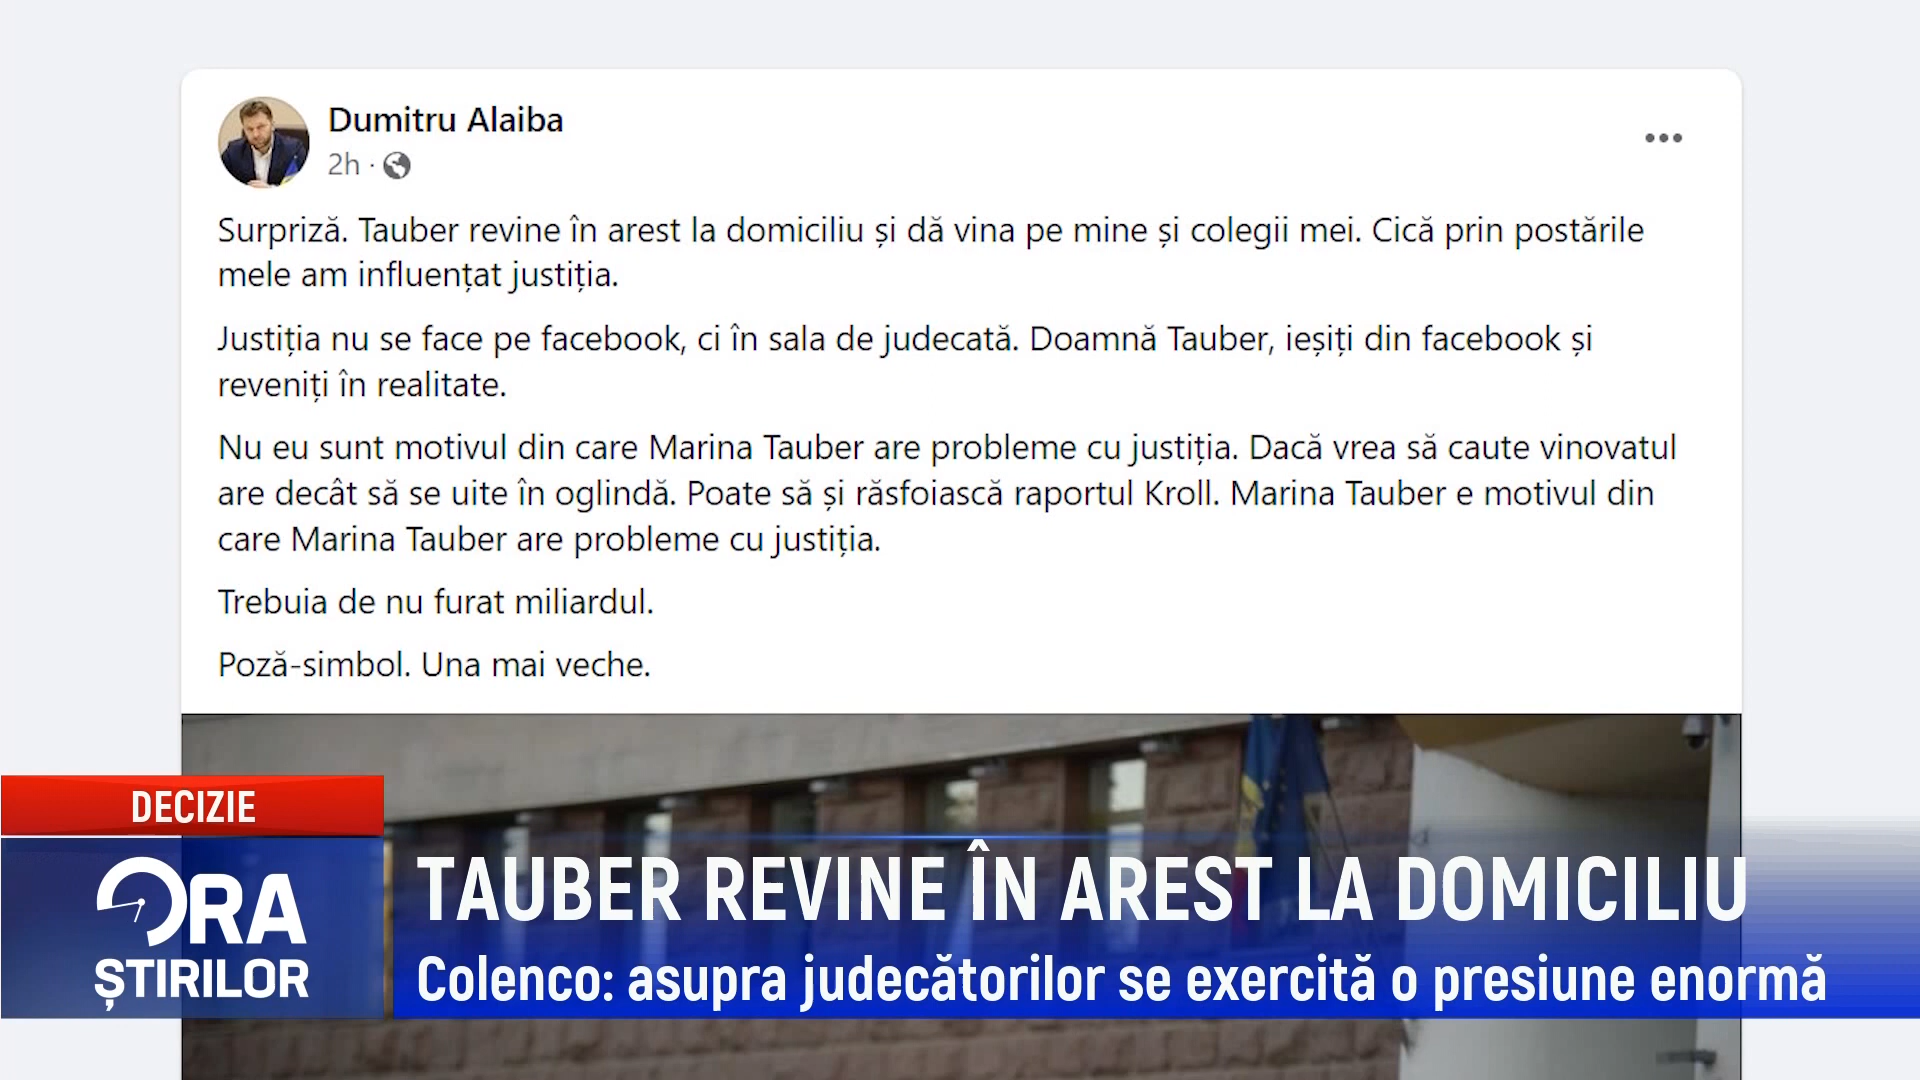 Dumitru Alaiba
2h ·
Surpriză. Tauber revine în arest la domiciliu și dă vina pe mine și colegii mei. Cică prin postările
mele am influențat justiția.
Justiția nu se face pe facebook, ci în sala de judecată. Doamnă Tauber, ieșiți din facebook și
reveniți în realitate.
Nu eu sunt motivul din care Marina Tauber are probleme cu justiția. Dacă vrea să caute vinovatul
are decât să se uite în oglindă. Poate să și răsfoiască raportul Kroll. Marina Tauber e motivul din
care Marina Tauber are probleme cu justiția.
Trebuia de nu furat miliardul.
Poză-simbol. Una mai veche.
DECIZIE
ORA
ȘTIRILOR
TAUBER REVINE ÎN AREST LA DOMICILIU
Colenco: asupra judecătorilor se exercită o presiune enormă